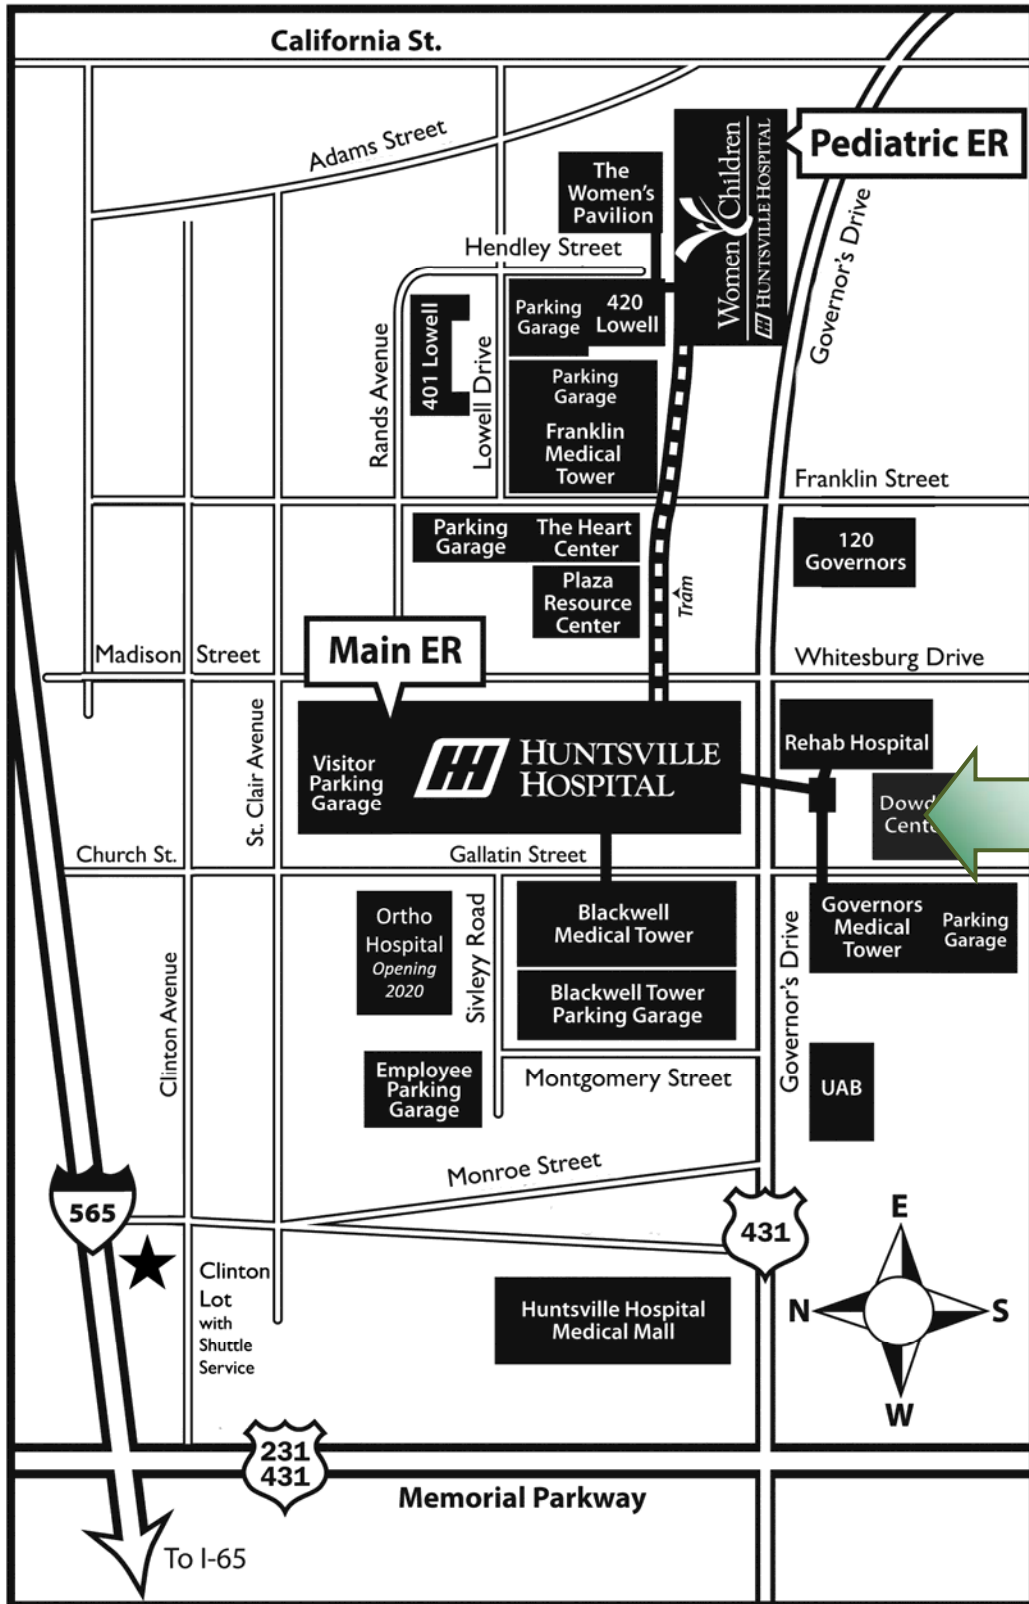 California St.
Adams Street
Pediatric ER
The
Women's
Pavilion
Women Children
HUNTSVILLE HOSPITAL
Governor's Drive
Hendley Street
Parking
Garage
420
Lowell
401 Lowell
Rands Avenue
Lowell Drive
Parking
Garage
Franklin
Medical
Tower
Franklin Street
Parking
Garage
The Heart
Center
120
Governors
Plaza
Resource
Center
Tram
Main ER
Madison Street
Whitesburg Drive
St. Clair Avenue
Visitor
Parking
Garage
HUNTSVILLE
HOSPITAL
Rehab Hospital
Church St.
Gallatin Street
Ortho
Hospital
Opening
2020
Sivleyy Road
Blackwell
Medical Tower
Blackwell Tower
Parking Garage
Governors
Medical
Tower
Parking
Garage
Clinton Avenue
Governor's Drive
Employee
Parking
Garage
Montgomery Street
UAB
Monroe Street
565
431
Clinton
Lot
with
Shuttle
Service
Huntsville Hospital
Medical Mall
E
N
S
W
231
431
Memorial Parkway
To I-65